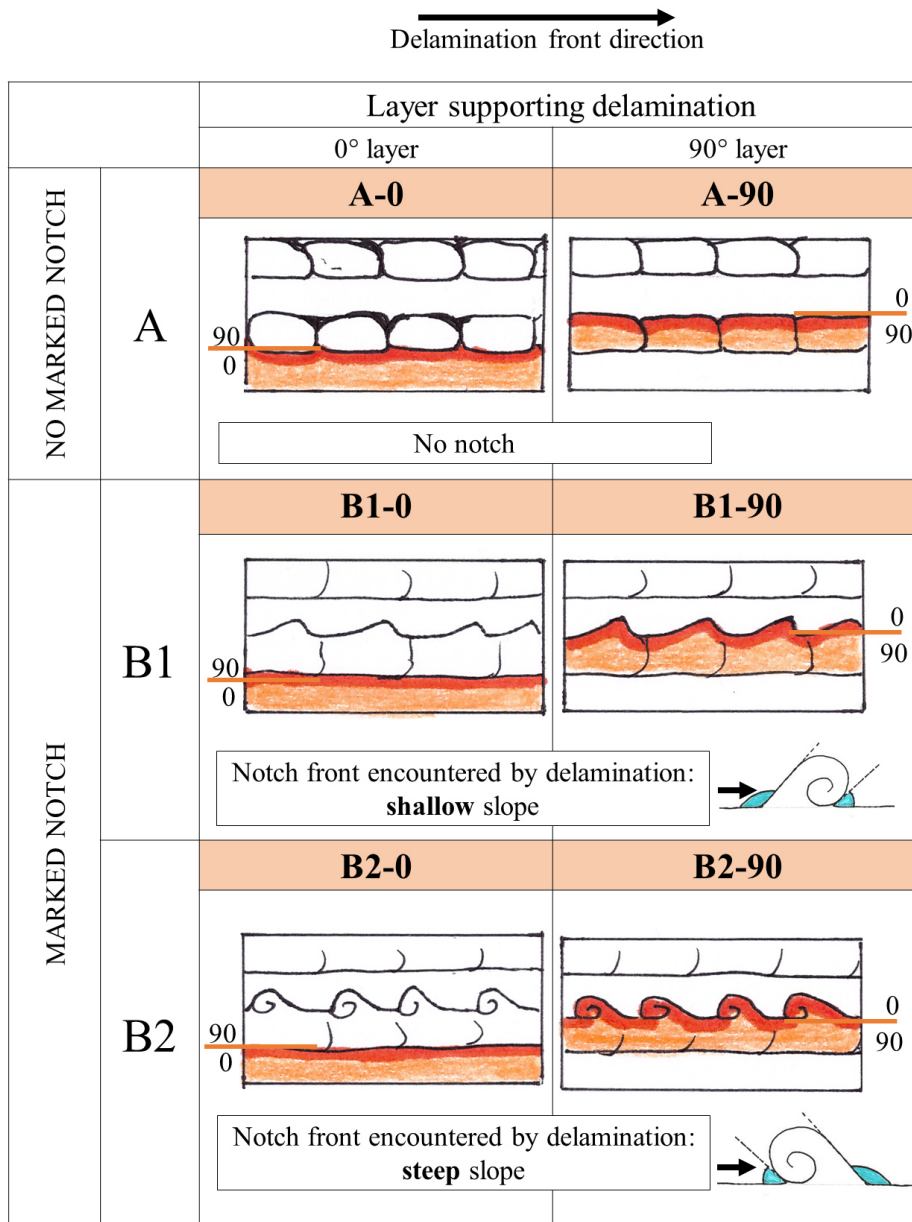 Delamination front direction
Layer supporting delamination
0° layer
90° layer
NO MARKED NOTCH
A
A-0
A-90
90
0
0
90
No notch
MARKED NOTCH
B1
B1-0
B1-90
90
0
0
90
Notch front encountered by delamination:
shallow slope
B2
B2-0
B2-90
90
0
0
90
Notch front encountered by delamination:
steep slope